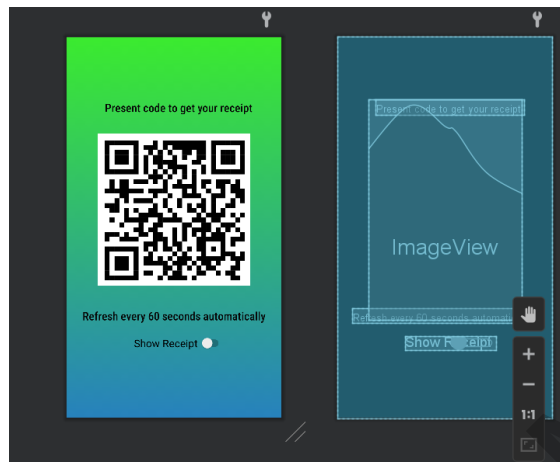 Present code to get your receipt
Refresh every 60 seconds automatically
Show Receipt
Present code to get your receipt
ImageView
Refresh every 60 seconds automati
Show Receipt
1:1